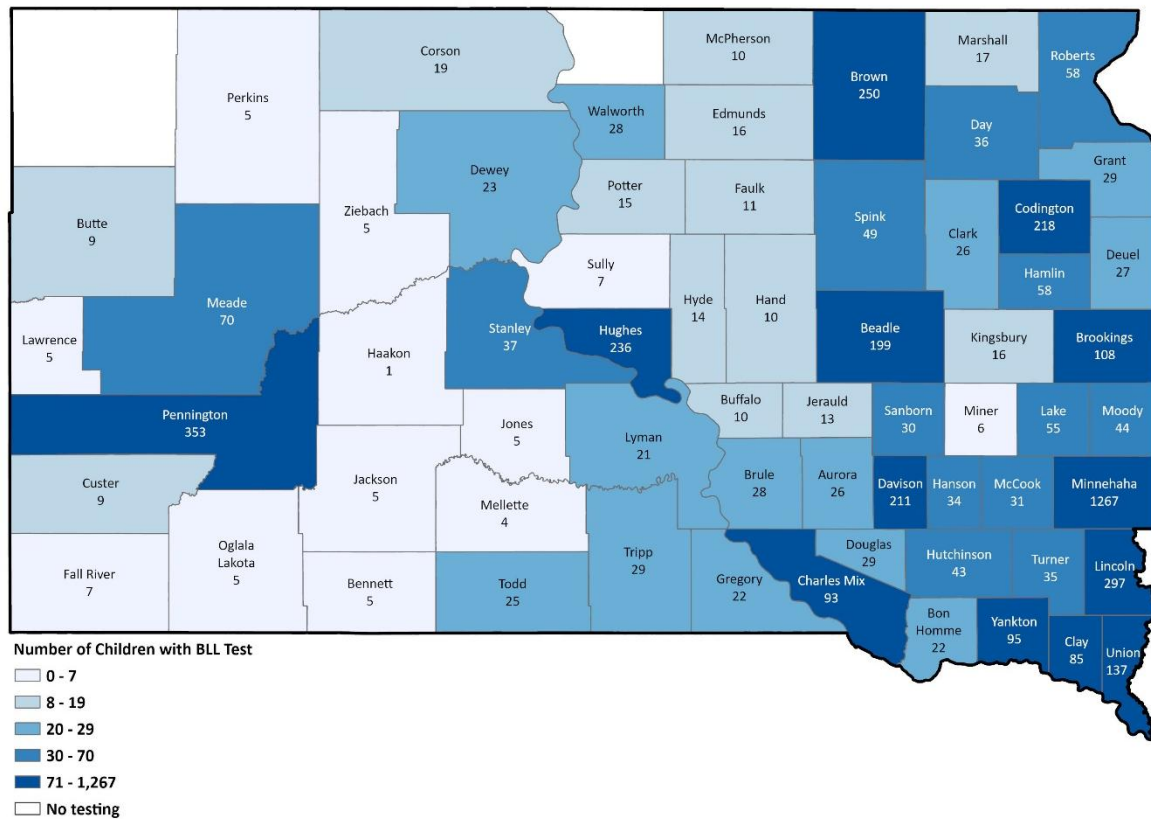 Corson
19
McPherson
10
Brown
250
Marshall
17
Roberts
58
Perkins
5
Walworth
28
Edmunds
16
Day
36
Grant
29
Dewey
23
Potter
15
Faulk
11
Spink
49
Codington
218
Butte
9
Ziebach
5
Clark
26
Deuel
27
Sully
7
Hamlin
58
Meade
70
Hyde
14
Hand
10
Lawrence
5
Haakon
1
Stanley
37
Hughes
236
Beadle
199
Kingsbury
16
Brookings
108
Pennington
353
Jones
5
Buffalo
10
Jerauld
13
Sanborn
30
Miner
6
Lake
55
Moody
44
Lyman
21
Custer
9
Jackson
5
Brule
28
Aurora
26
Davison
211
Hanson
34
McCook
31
Minnehaha
1267
Mellette
4
Fall River
7
Oglala
Lakota
5
Bennett
5
Todd
25
Tripp
29
Gregory
22
Charles Mix
93
Douglas
29
Hutchinson
43
Turner
35
Lincoln
297
Bon
Homme
22
Yankton
95
Clay
85
Union
137
Number of Children with BLL Test
0 - 7
8 - 19
20 - 29
30 - 70
71 - 1,267
No testing